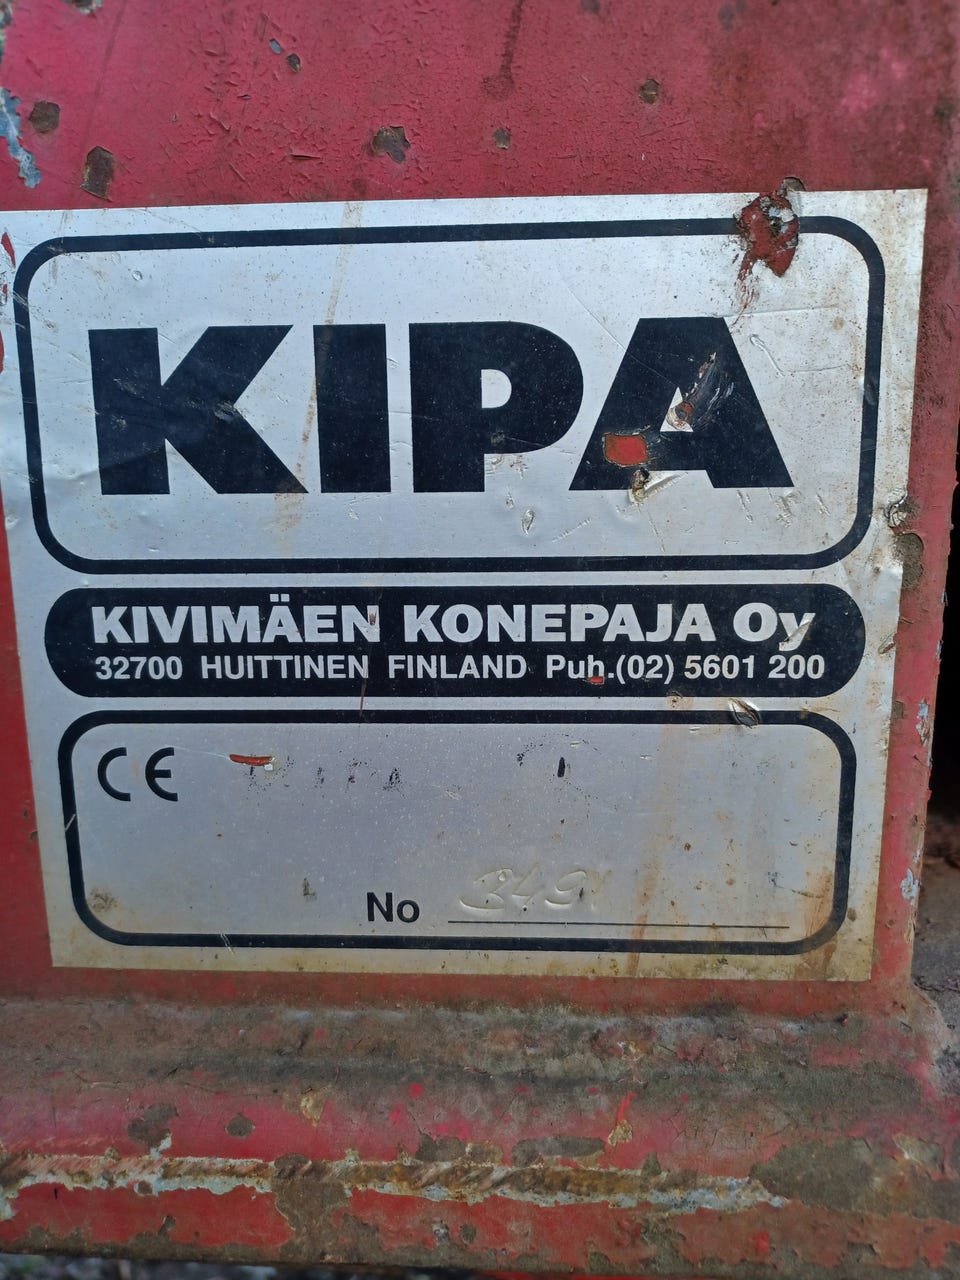 KIPA
KIVIMÄEN KONEPAJA Oy
32700 HUITTINEN FINLAND Puh.(02) 5601 200
CE
No